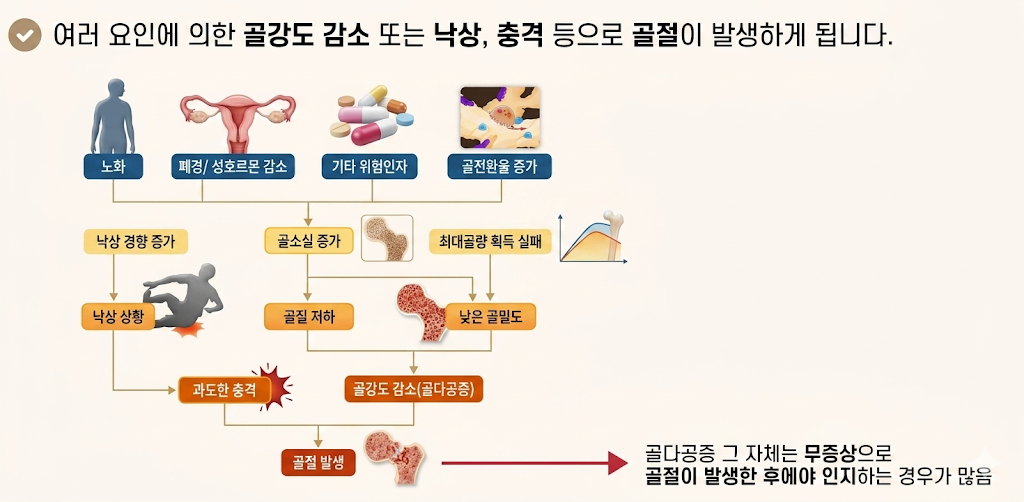 여러 요인에 의한 골강도 감소 또는 낙상, 충격 등으로 골절이 발생하게 됩니다.
노화
폐경/ 성호르몬 감소
기타 위험인자
골전환율 증가
낙상 경향 증가
골소실 증가
최대골량 획득 실패
낙상 상황
골질 저하
낮은 골밀도
과도한 충격
골강도 감소(골다공증)
골절 발생
골다공증 그 자체는 무증상으로
골절이 발생한 후에야 인지하는 경우가 많음